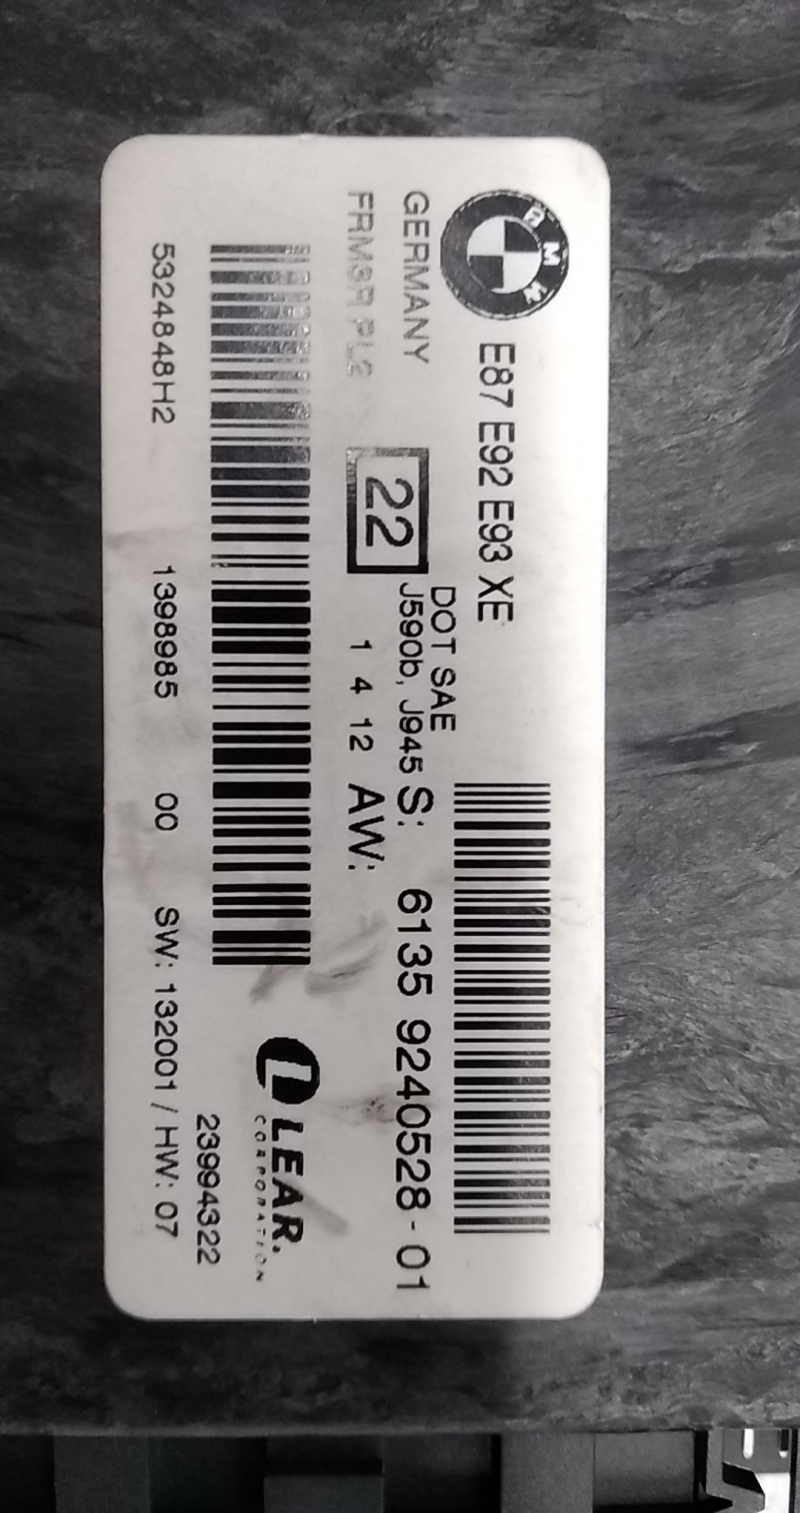 BMW
E87 E92 E93 XE
GERMANY
DOT SAE
J590b, J945
S: 6135 9240528-01
FRM3R PL2
22
1 4 12
AW:
LEAR.
CORPORATION
23994322
5324848H2 1398985 00 SW: 132001 / HW: 07